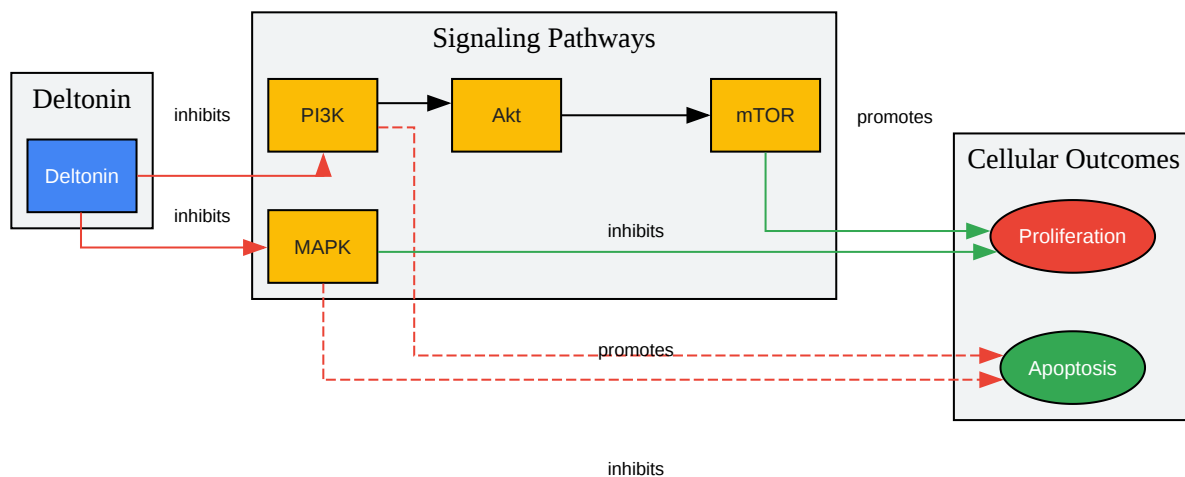 Signaling Pathways
Deltonin
inhibits
PI3K
Akt
mTOR
promotes
Cellular Outcomes
Deltonin
inhibits
MAPK
inhibits
Proliferation
promotes
Apoptosis
inhibits